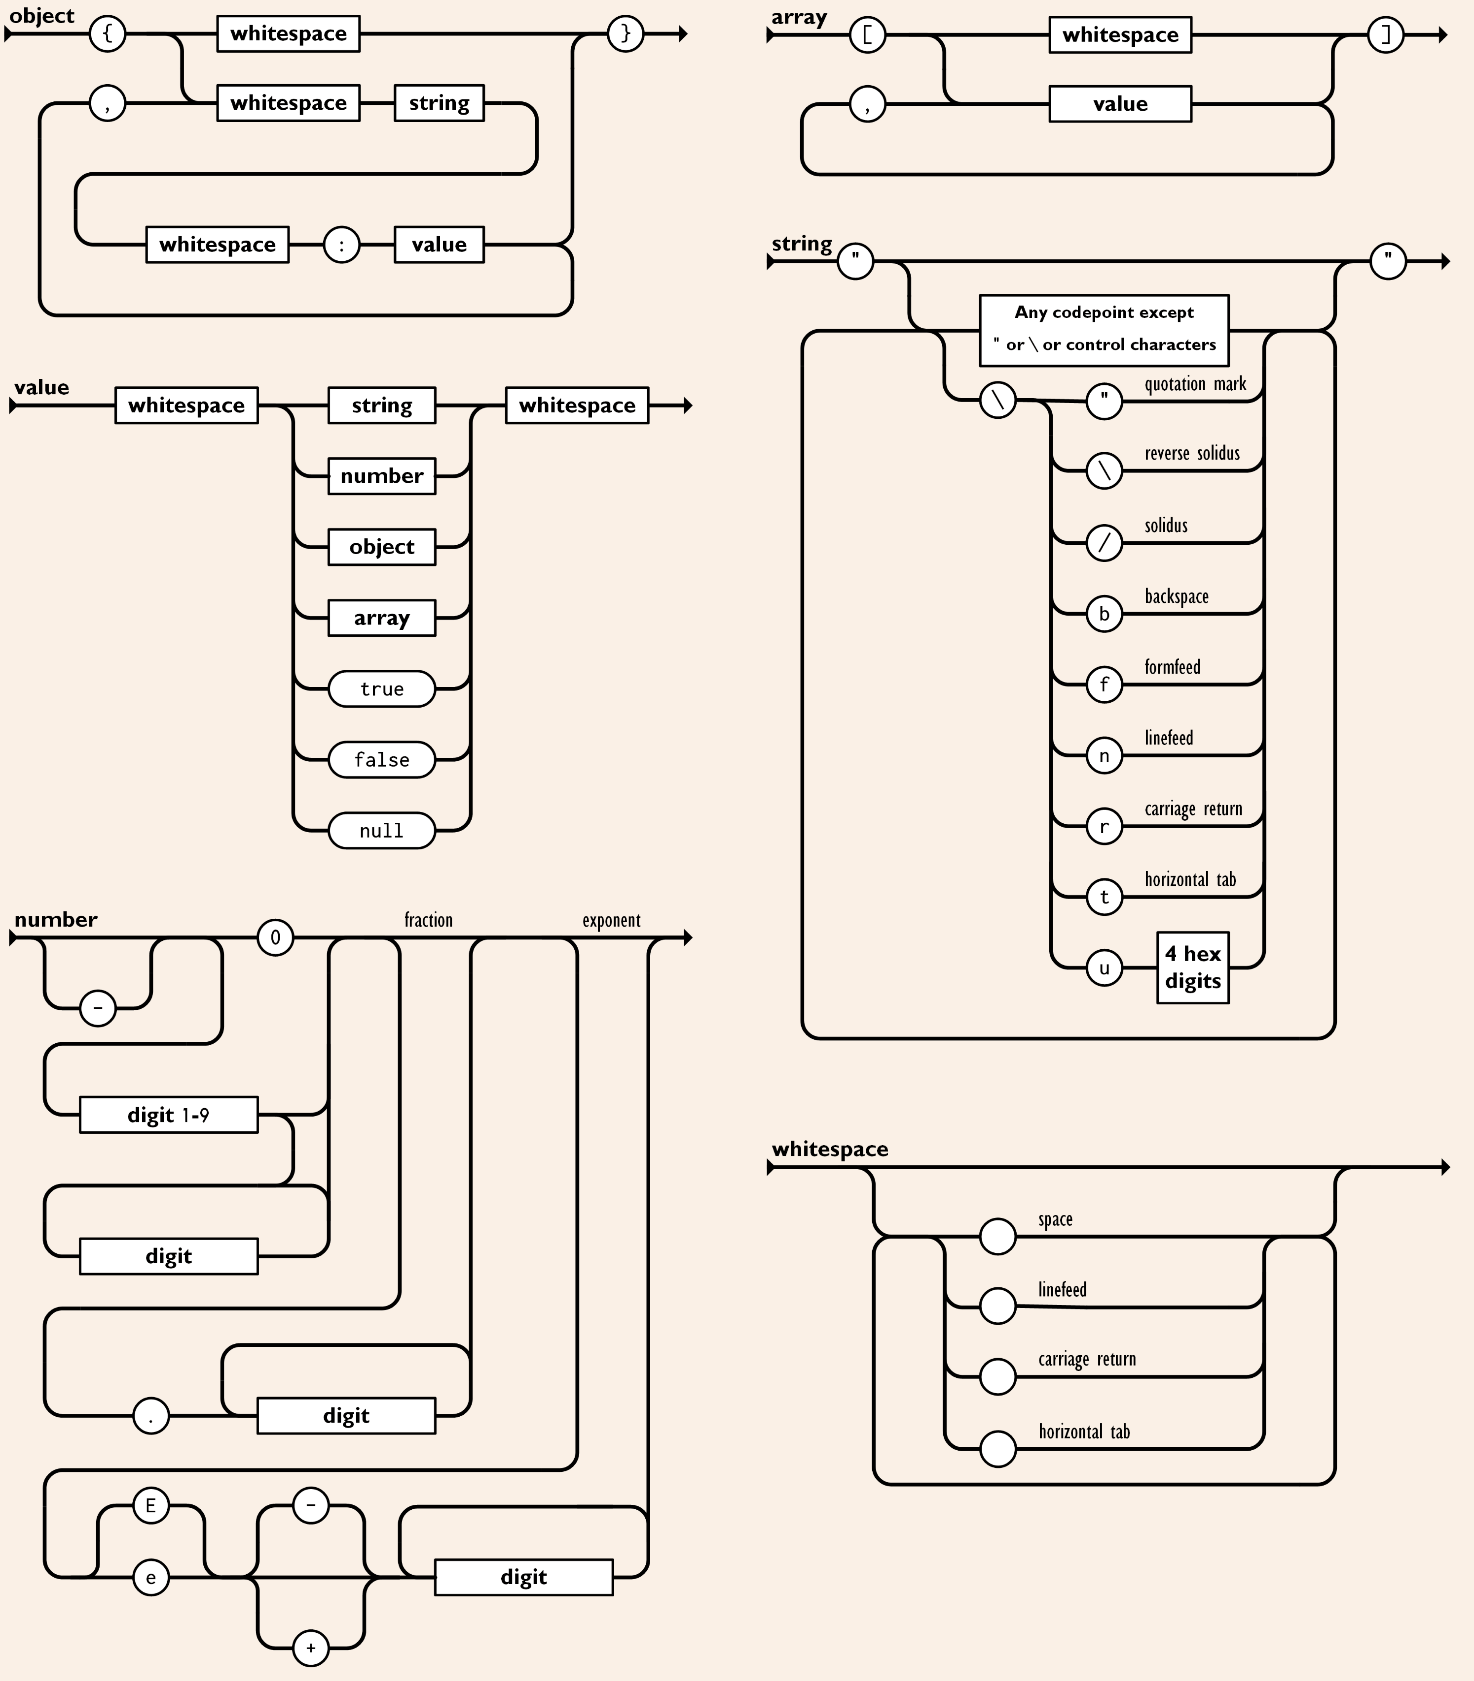 object
{
whitespace
}
,
whitespace
string
whitespace
:
value
array
[
whitespace
]
,
value
value
whitespace
string
whitespace
number
object
array
true
false
null
string
"
"
Any codepoint except
" or \ or control characters
\
"
quotation mark
\
reverse solidus
/
solidus
b
backspace
f
formfeed
n
linefeed
r
carriage return
t
horizontal tab
u
4 hex
digits
number
-
0
fraction
exponent
digit 1-9
digit
.
digit
E
e
-
+
digit
whitespace
space
linefeed
carriage return
horizontal tab